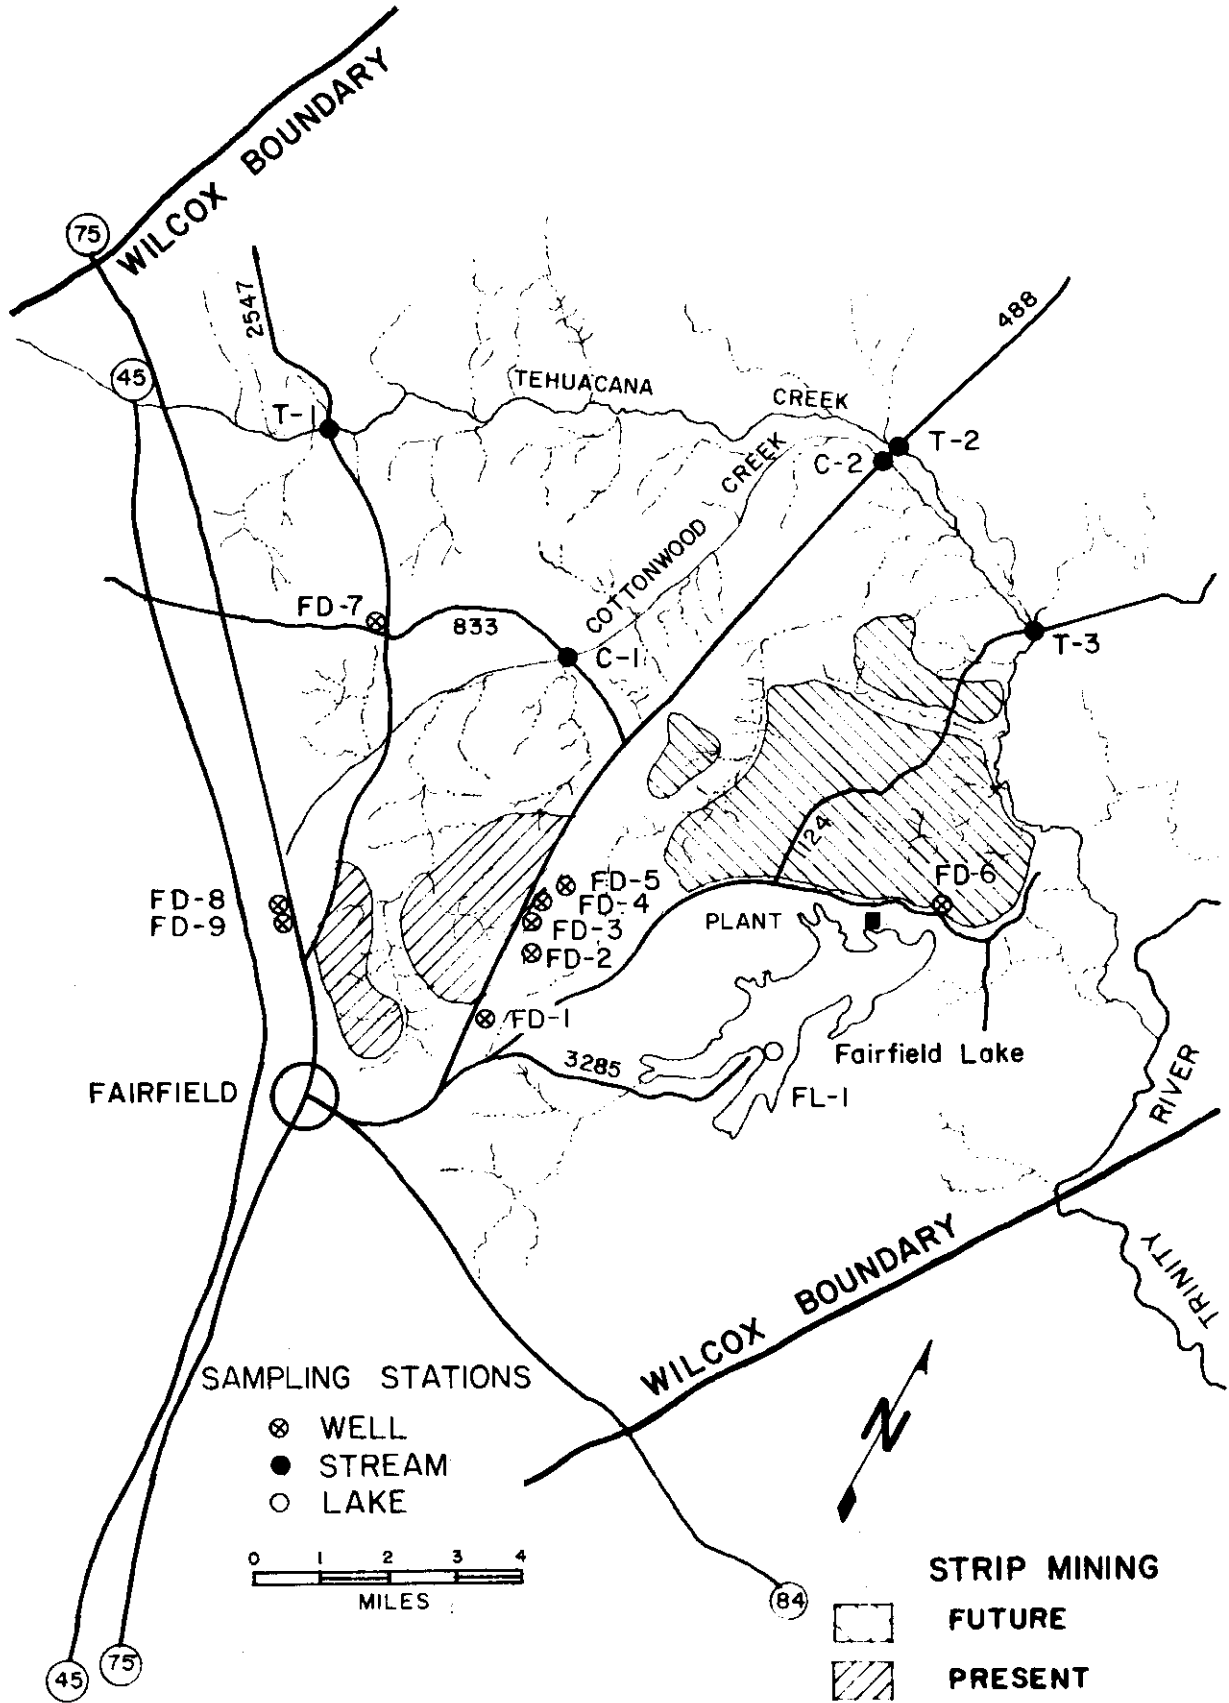 WILCOX BOUNDARY
75
2547
488
45
TEHUACANA
CREEK
T-1
T-2
C-2
CREEK
COTTONWOOD
FD-7
833
C-1
T-3
1124
FD-8
FD-9
FD-5
FD-4
FD-3
FD-2
FD-6
PLANT
FD-1
3285
Fairfield Lake
FL-1
FAIRFIELD
RIVER
TRINITY
WILCOX BOUNDARY
N
SAMPLING STATIONS
WELL
STREAM
LAKE
0 1 2 3 4
MILES
84
STRIP MINING
FUTURE
PRESENT
45
75